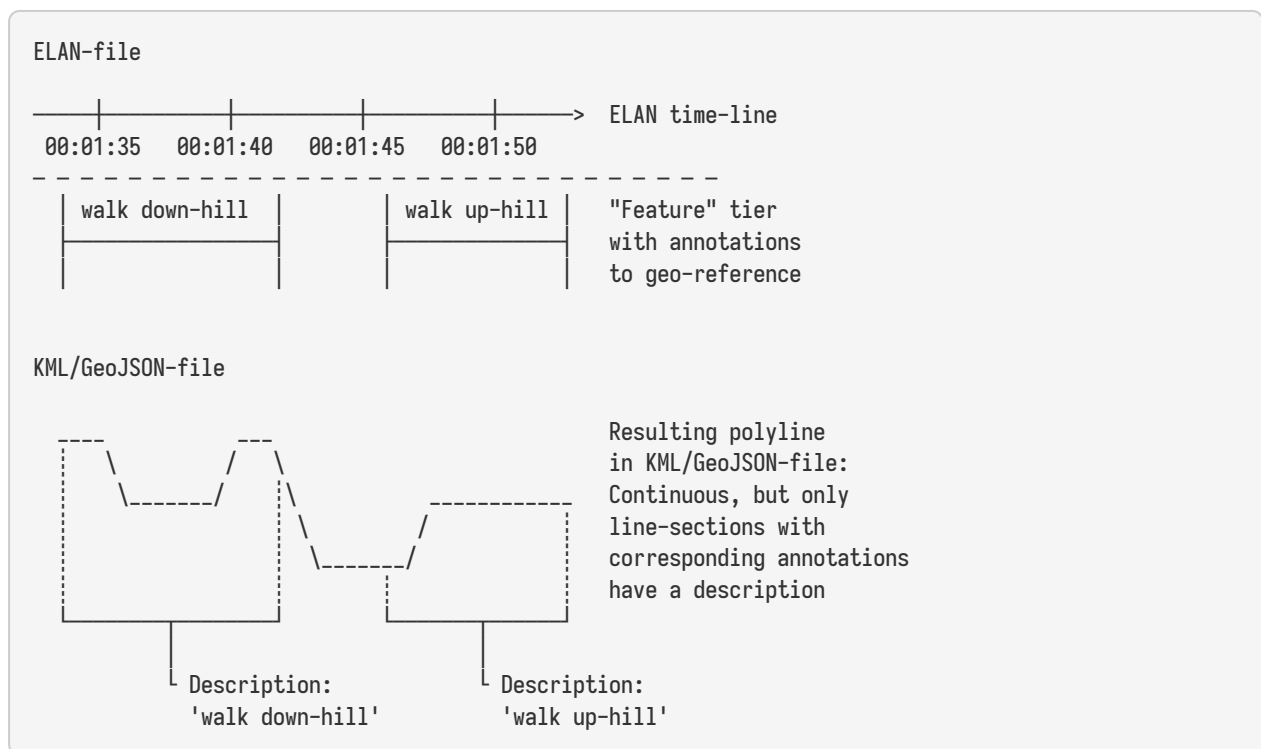 ELAN-file
ELAN time-line
00:01:35 00:01:40 00:01:45 00:01:50
walk down-hill walk up-hill "Feature" tier
with annotations
to geo-reference
KML/GeoJSON-file
Resulting polyline
in KML/GeoJSON-file:
Continuous, but only
line-sections with
corresponding annotations
have a description
Description: Description:
'walk down-hill' 'walk up-hill'